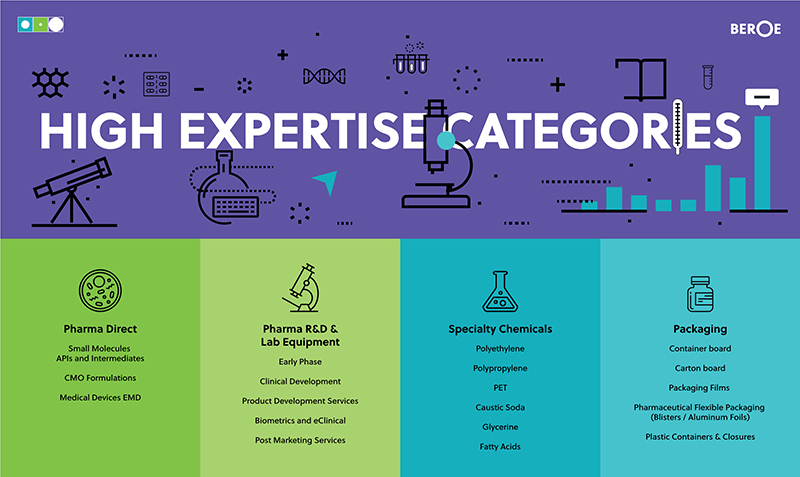 BEROE
HIGH EXPERTISE CATEGORIES
Pharma Direct
Small Molecules
APIs and Intermediates
CMO Formulations
Medical Devices EMD
Pharma R&D &
Lab Equipment
Early Phase
Clinical Development
Product Development Services
Biometrics and eClinical
Post Marketing Services
Specialty Chemicals
Polyethylene
Polypropylene
PET
Caustic Soda
Glycerine
Fatty Acids
Packaging
Container board
Carton board
Packaging Films
Pharmaceutical Flexible Packaging
(Blisters / Aluminum Foils)
Plastic Containers & Closures